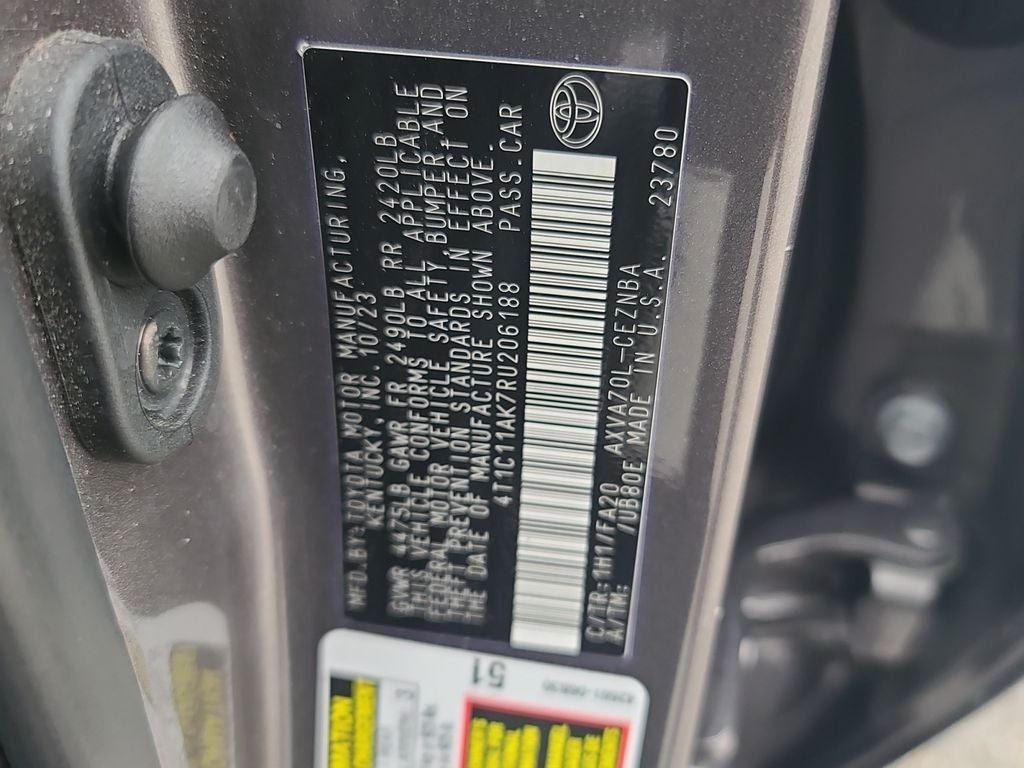 MFD.BY:TOYOTA MOTOR MANUFACTURING,
KENTUCKY, INC. 10/23
GVWR 4475LB GAWR FR 2490LB RR 2420LB
THIS VEHICLE CONFORMS TO ALL APPLICABLE
FEDERAL MOTOR VEHICLE SAFETY, BUMPER AND
THEFT PREVENTION STANDARDS IN EFFECT ON
THE DATE OF MANUFACTURE SHOWN ABOVE.
4T1C11AK7RU206188 PASS.CAR
C/TR:1H1/FA20 AXVA70L-CEZNBA
A/TM: /UB80E MADE IN U.S.A. 23780
51